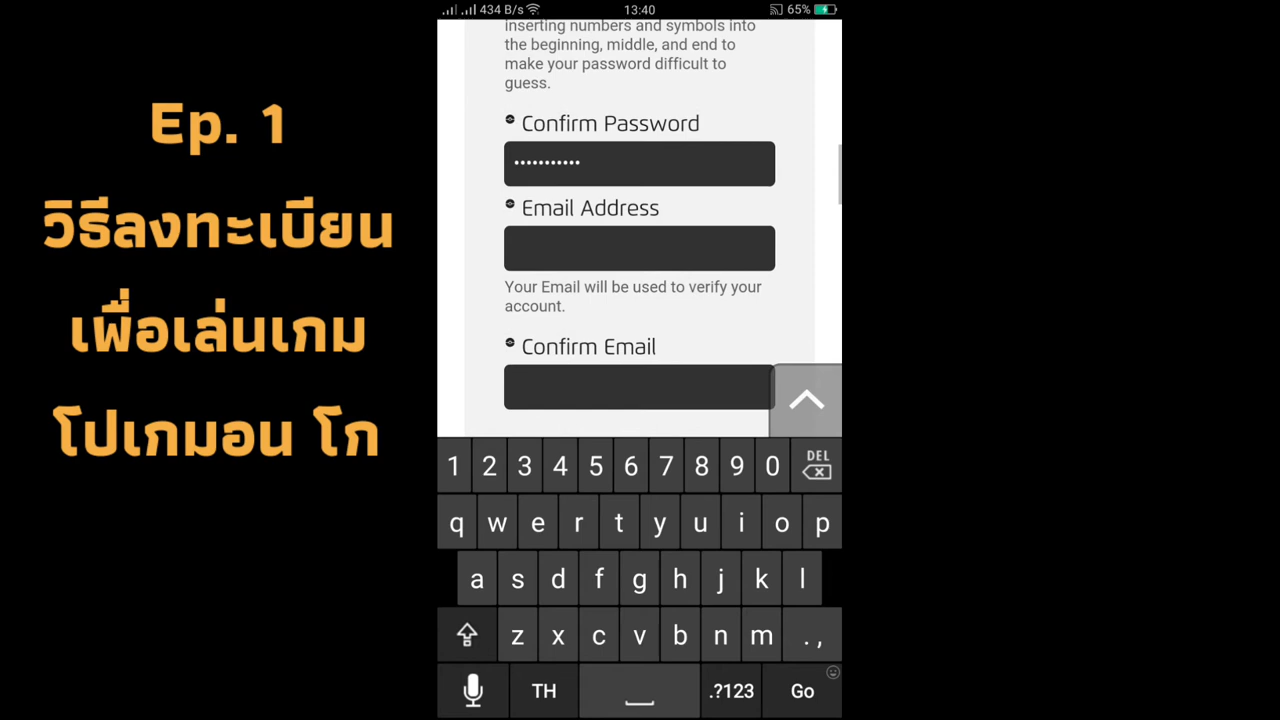 434 B/s 13:40 65%
Ep. 1
วิธีลงทะเบียน
เพื่อเล่นเกม
โปเกมอน โก
inserting numbers and symbols into
the beginning, middle, and end to
make your password difficult to
guess.
Confirm Password
•••••••••••
Email Address
Your Email will be used to verify your
account.
Confirm Email
1 2 3 4 5 6 7 8 9 0 DEL
q w e r t y u i o p
a s d f g h j k l
z x c v b n m . ,
TH .?123 Go